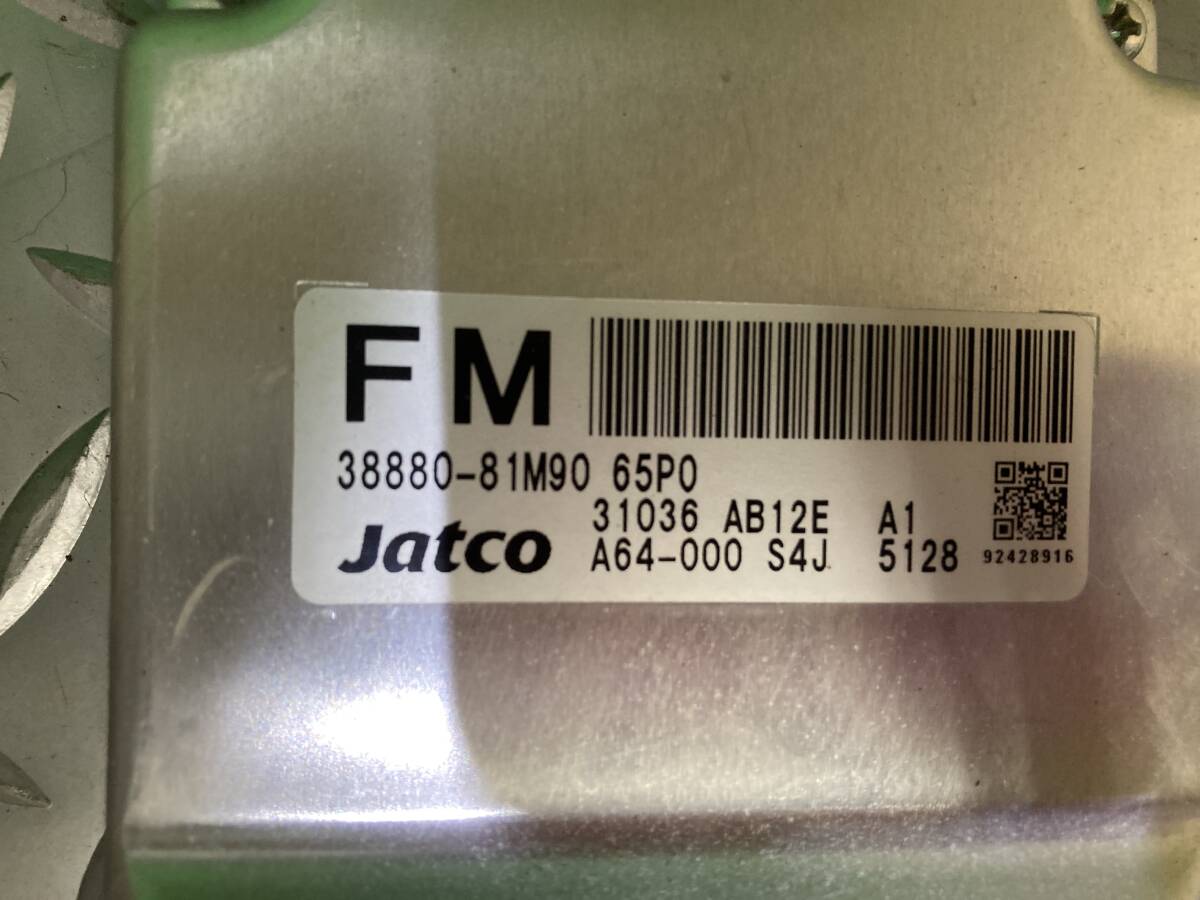 FM
38880-81M90 65P0
31036 AB12E A1
Jatco A64-000 S4J 5128 92428916